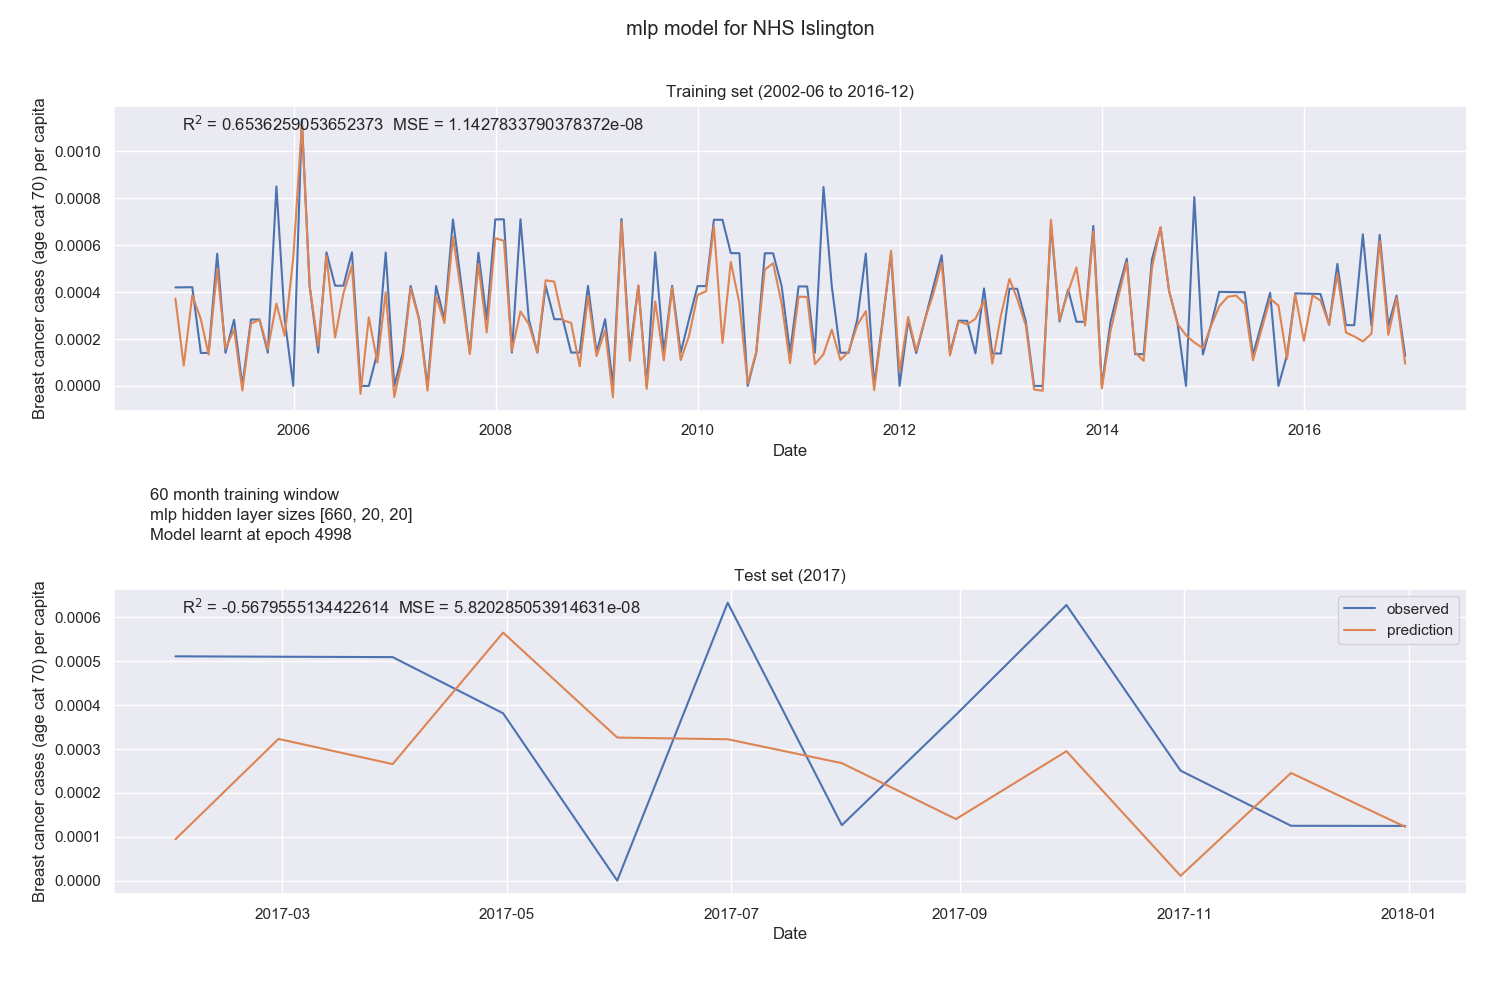 mlp model for NHS Islington
Training set (2002-06 to 2016-12)
R² = 0.6536259053652373 MSE = 1.1427833790378372e-08
Breast cancer cases (age cat 70) per capita
0.0010
0.0008
0.0006
0.0004
0.0002
0.0000
2006
2008
2010
2012
2014
2016
Date
60 month training window
mlp hidden layer sizes [660, 20, 20]
Model learnt at epoch 4998
Test set (2017)
R² = -0.5679555134422614 MSE = 5.820285053914631e-08
observed
prediction
Breast cancer cases (age cat 70) per capita
0.0006
0.0005
0.0004
0.0003
0.0002
0.0001
0.0000
2017-03
2017-05
2017-07
2017-09
2017-11
2018-01
Date